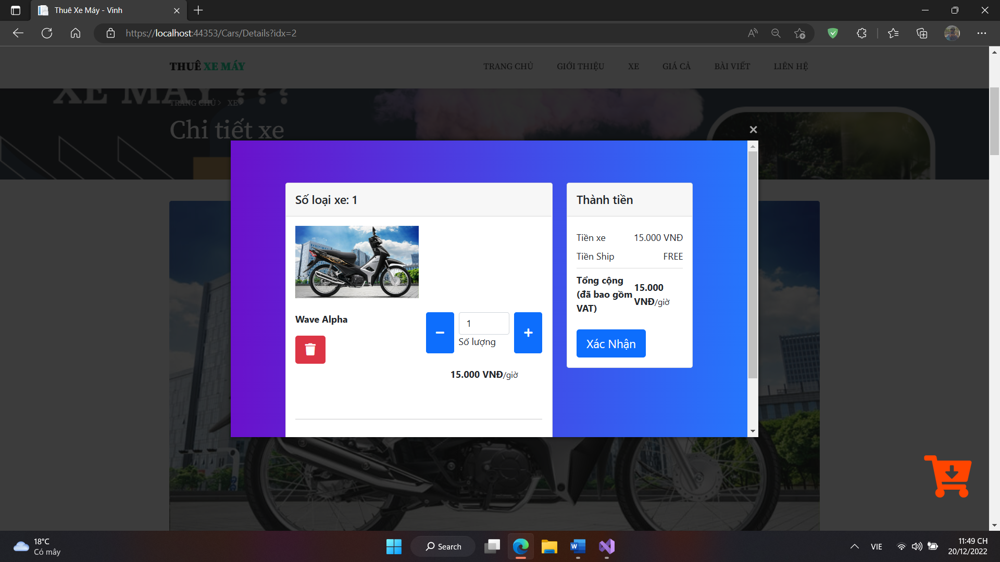 Thuê Xe Máy - Vinh
https://localhost:44353/Cars/Details?idx=2
THUÊ XE MÁY
TRANG CHỦ
GIỚI THIỆU
XE
GIÁ CẢ
BÀI VIẾT
LIÊN HỆ
XE MÁY ???
TRANG CHỦ > XE
Chi tiết xe
Số loại xe: 1
Wave Alpha
1
Số lượng
15.000 VNĐ/giờ
Thành tiền
Tiền xe 15.000 VNĐ
Tiền Ship FREE
Tổng cộng
(đã bao gồm
VAT)
15.000
VNĐ/giờ
Xác Nhận
18°C
Có mây
Search
VIE
11:49 CH
20/12/2022